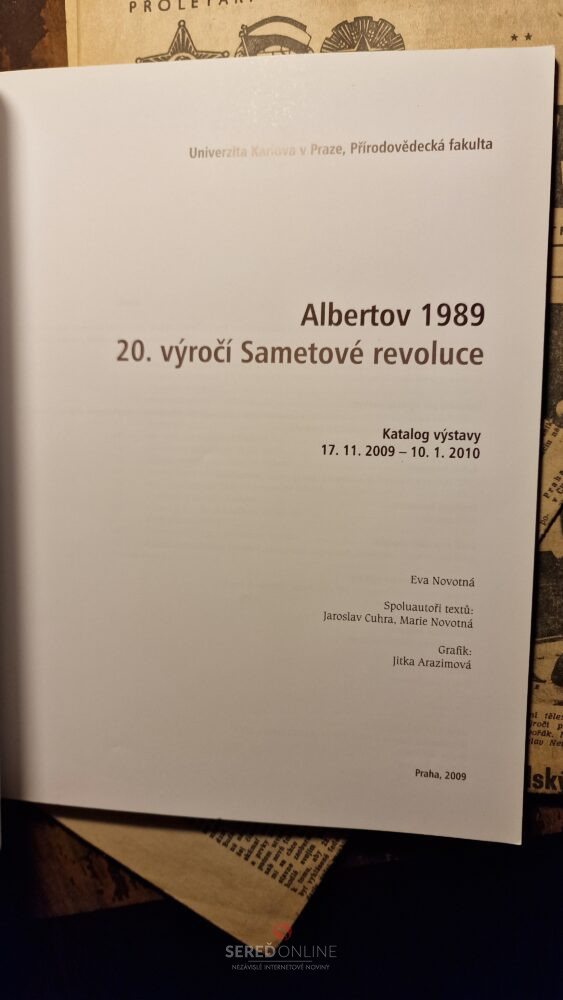 PROLETÁŘ
Univerzita Karlova v Praze, Přírodovědecká fakulta
Albertov 1989
20. výročí Sametové revoluce
Katalog výstavy
17. 11. 2009 – 10. 1. 2010
Eva Novotná
Spoluautoři textů:
Jaroslav Cuhra, Marie Novotná
Grafik:
Jitka Arazimová
Praha, 2009
SEREĎONLINE
NEZÁVISLÉ INTERNETOVÉ NOVINY